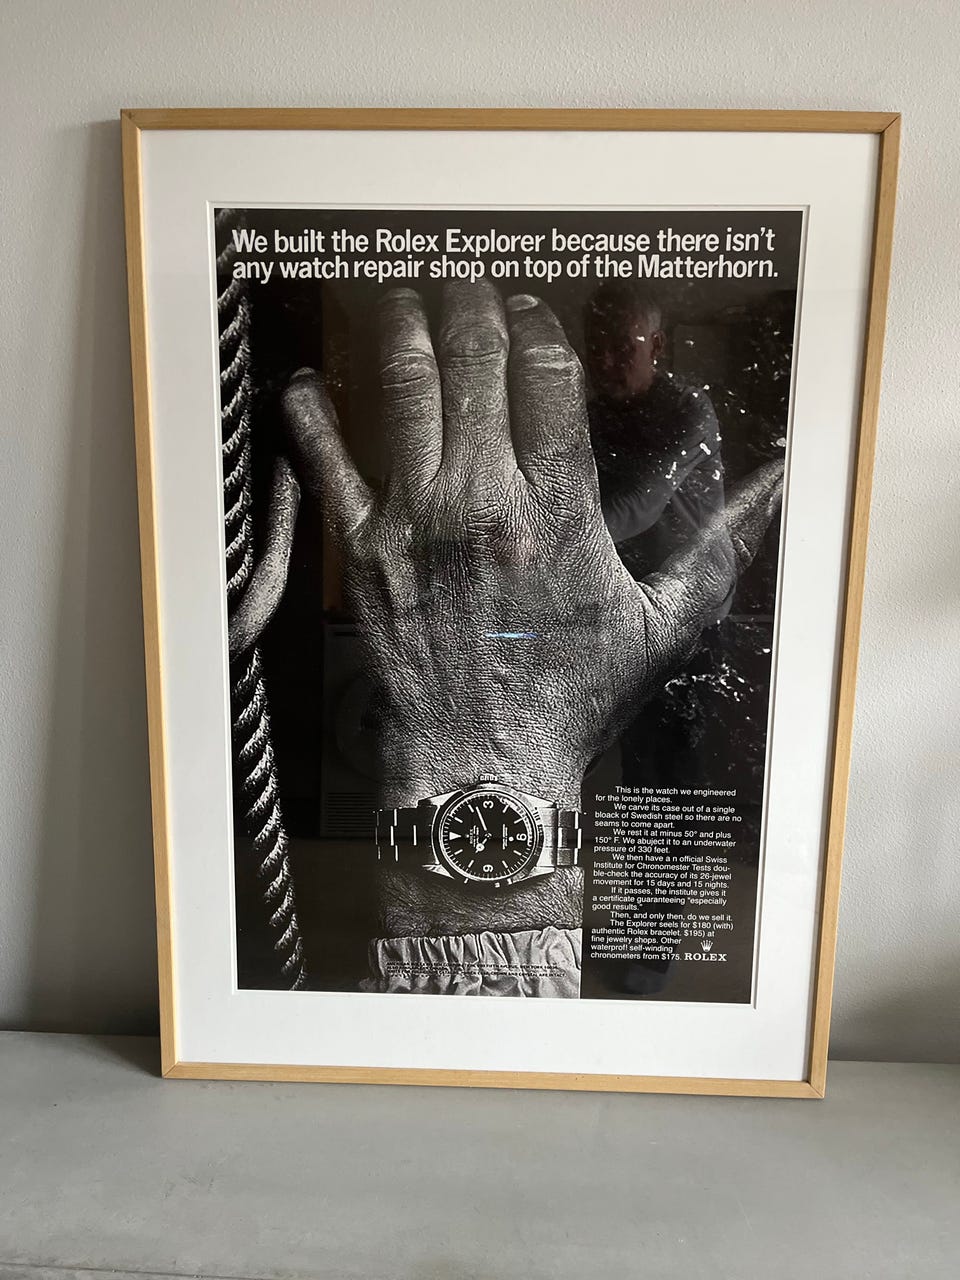 We built the Rolex Explorer because there isn't
any watch repair shop on top of the Matterhorn.
This is the watch we engineered
for the lonely places.
We carve its case out of a single
bloack of Swedish steel so there are no
seams to come apart.
We rest it at minus 50° and plus
150° F. We abuject it to an underwater
pressure of 330 feet.
We then have a n official Swiss
Institute for Chronomester Tests dou-
ble-check the accuracy of its 26-jewel
movement for 15 days and 15 nights.
If it passes, the institute gives it
a certificate guaranteeing "especially
good results."
Then, and only then, do we sell it.
The Explorer seels for $180 (with)
authentic Rolex bracelet, $195) at
fine jewelry shops. Other
waterprof! self-winding
chronometers from $175.
ROLEX
3
6
9